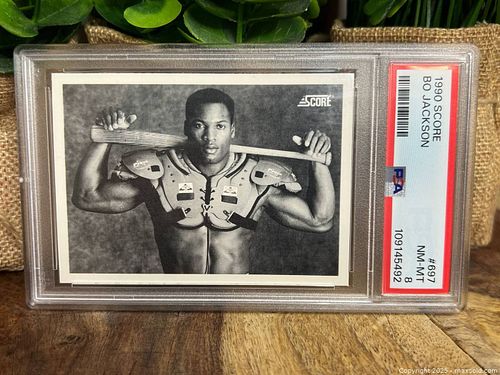 SCORE
1990 SCORE
BO JACKSON
PSA
#697
NM-MT
8
109145492
Copyright 2025 - maxsold.com